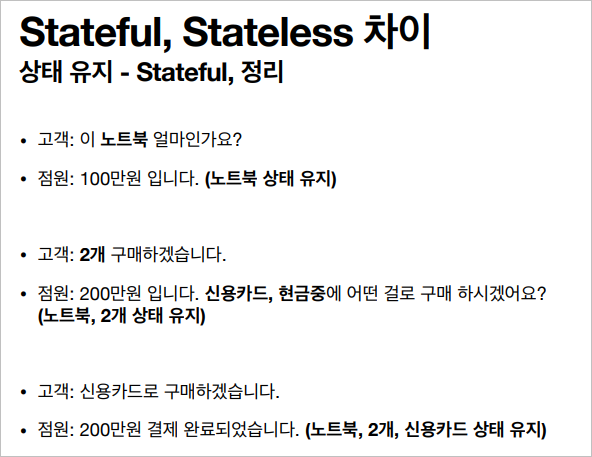 Stateful, Stateless 차이
상태 유지 - Stateful, 정리
• 고객: 이 노트북 얼마인가요?
• 점원: 100만원 입니다. (노트북 상태 유지)
• 고객: 2개 구매하겠습니다.
• 점원: 200만원 입니다. 신용카드, 현금중에 어떤 걸로 구매 하시겠어요?
(노트북, 2개 상태 유지)
• 고객: 신용카드로 구매하겠습니다.
• 점원: 200만원 결제 완료되었습니다. (노트북, 2개, 신용카드 상태 유지)